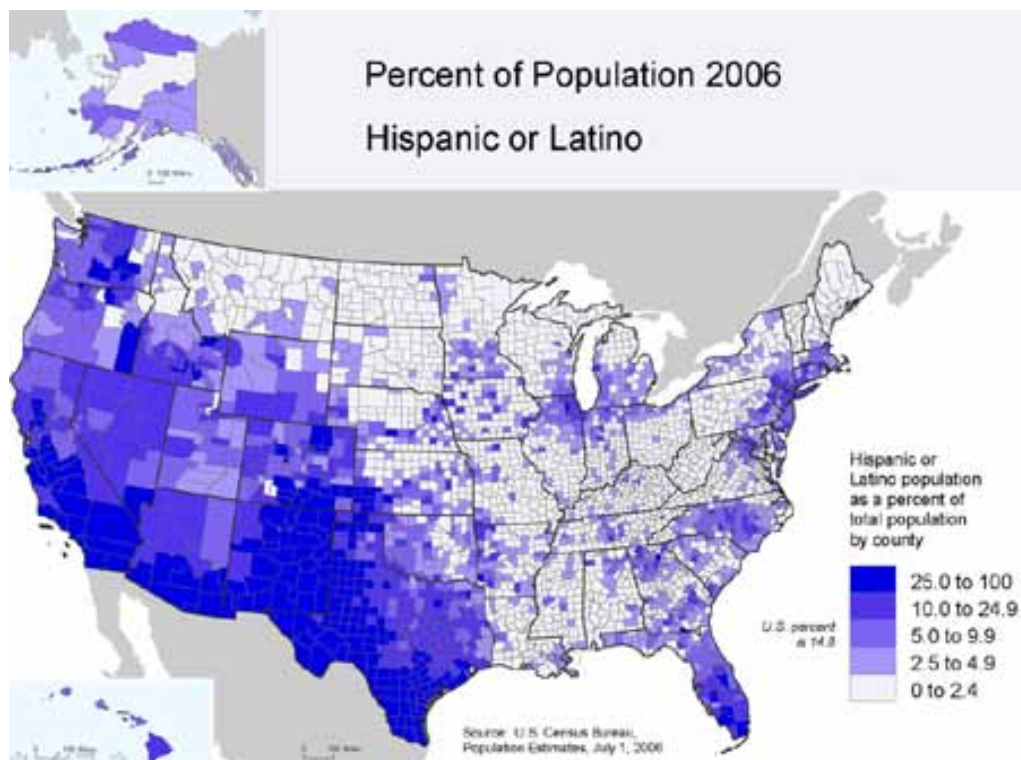 Percent of Population 2006
Hispanic or Latino
Hispanic or
Latino population
as a percent of
total population
by county
25.0 to 100
10.0 to 24.9
5.0 to 9.9
2.5 to 4.9
0 to 2.4
U.S. percent
is 14.8
Source: U.S. Census Bureau,
Population Estimates, July 1, 2006